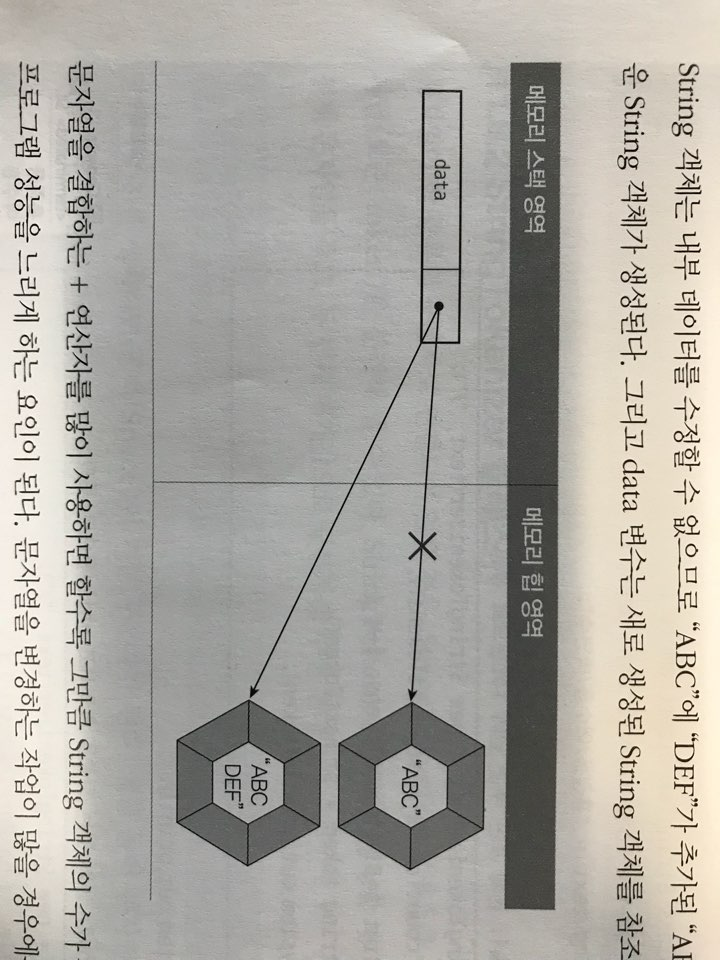 String 객체는 내부 데이터를 수정할 수 없으므로 “ABC”에 “DEF”가 추가된
운 String 객체가 생성된다. 그리고 data 변수는 새로 생성된 String 객체를 참조
메모리 스택 영역
메모리 힙 영역
data
“ABC”
“ABC
DEF”
문자열을 결합하는 + 연산자를 많이 사용하면 할수록 그만큼 String 객체의 수가
프로그램 성능을 느리게 하는 요인이 된다. 문자열을 변경하는 작업이 많을 경우에